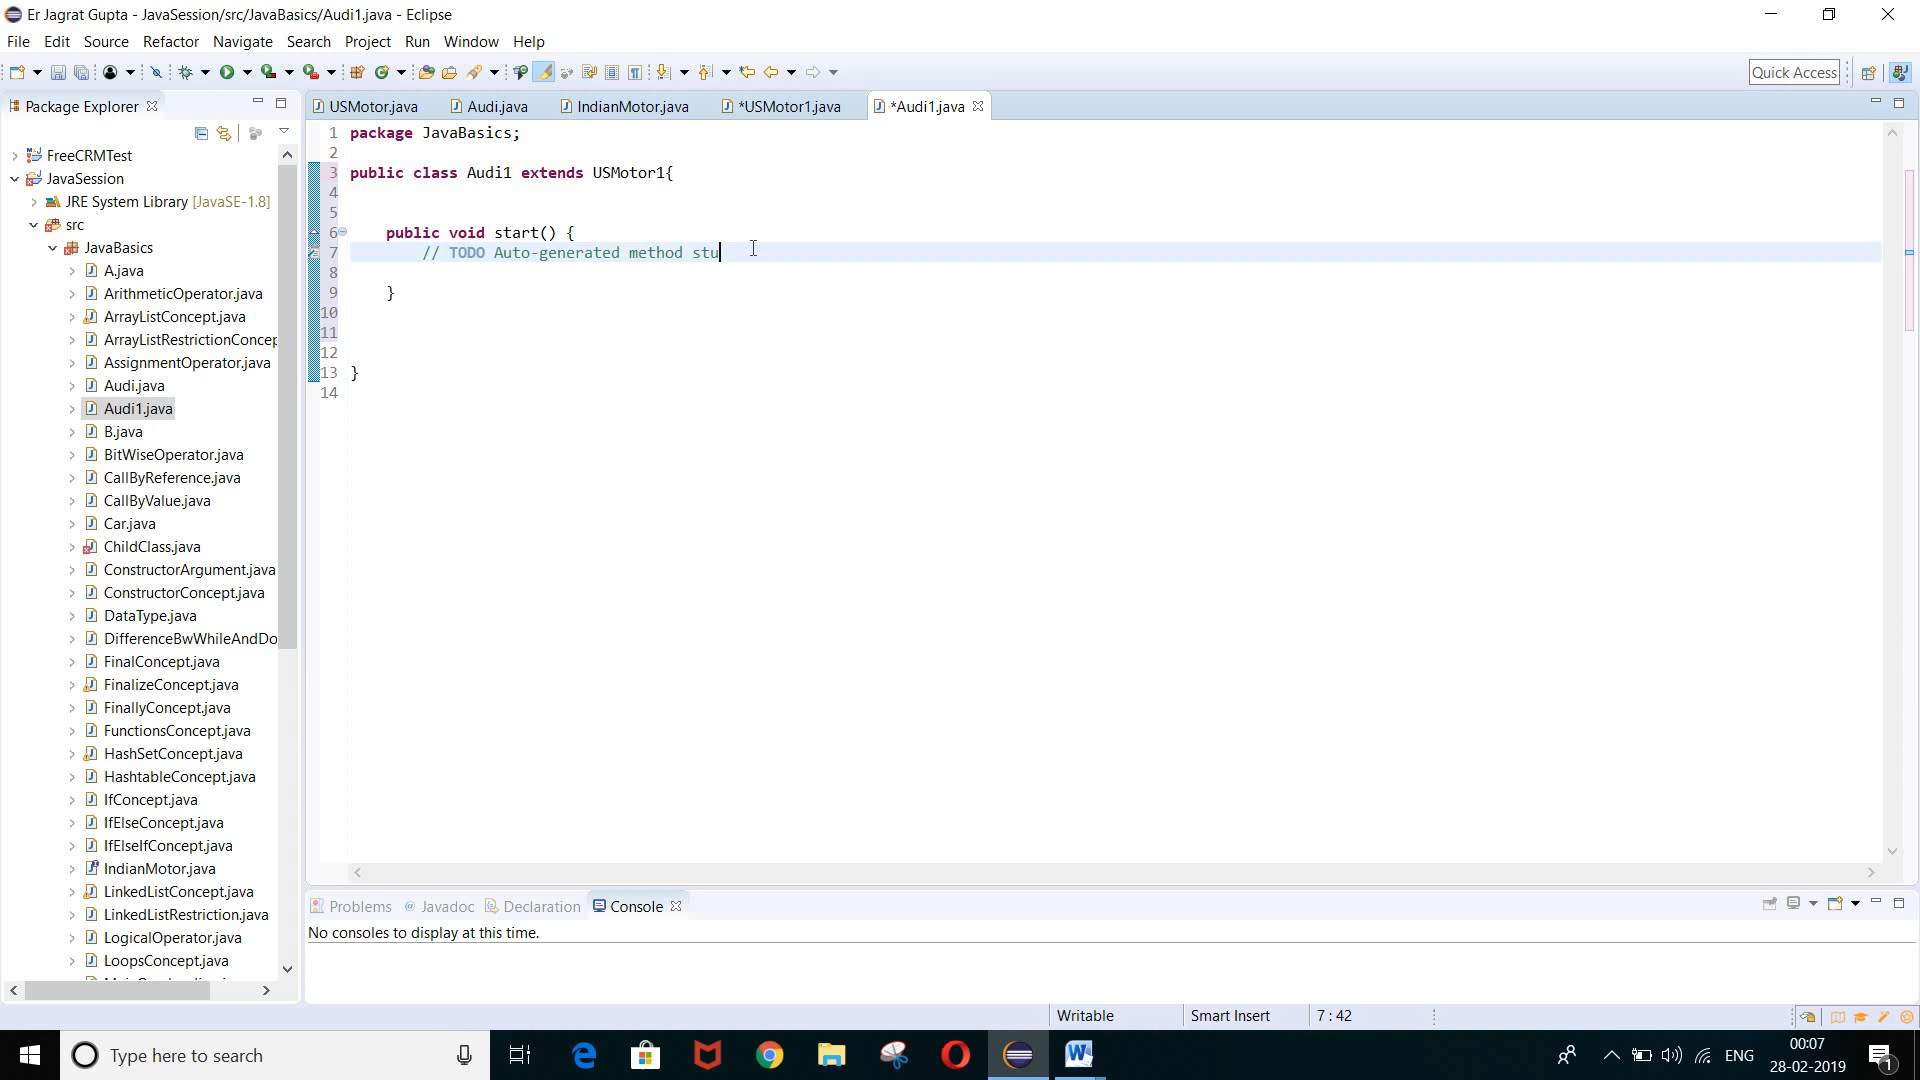 Er Jagrat Gupta - JavaSession/src/JavaBasics/Audi1.java - Eclipse
File Edit Source Refactor Navigate Search Project Run Window Help
Quick Access
Package Explorer
USMotor.java Audi.java IndianMotor.java *USMotor1.java *Audi1.java
FreeCRMTest
JavaSession
JRE System Library [JavaSE-1.8]
src
JavaBasics
A.java
ArithmeticOperator.java
ArrayListConcept.java
ArrayListRestrictionConcep
AssignmentOperator.java
Audi.java
Audi1.java
B.java
BitWiseOperator.java
CallByReference.java
CallByValue.java
Car.java
ChildClass.java
ConstructorArgument.java
ConstructorConcept.java
DataType.java
DifferenceBwWhileAndDo
FinalConcept.java
FinalizeConcept.java
FinallyConcept.java
FunctionsConcept.java
HashSetConcept.java
HashtableConcept.java
IfConcept.java
IfElseConcept.java
IfElseIfConcept.java
IndianMotor.java
LinkedListConcept.java
LinkedListRestriction.java
LogicalOperator.java
LoopsConcept.java
1 package JavaBasics;
2
3 public class Audi1 extends USMotor1{
4
5
6 public void start() {
7 // TODO Auto-generated method stu
8
9 }
10
11
12
13 }
14
Problems @ Javadoc Declaration Console
No consoles to display at this time.
Writable Smart Insert 7 : 42
Type here to search
ENG
00:07
28-02-2019
1